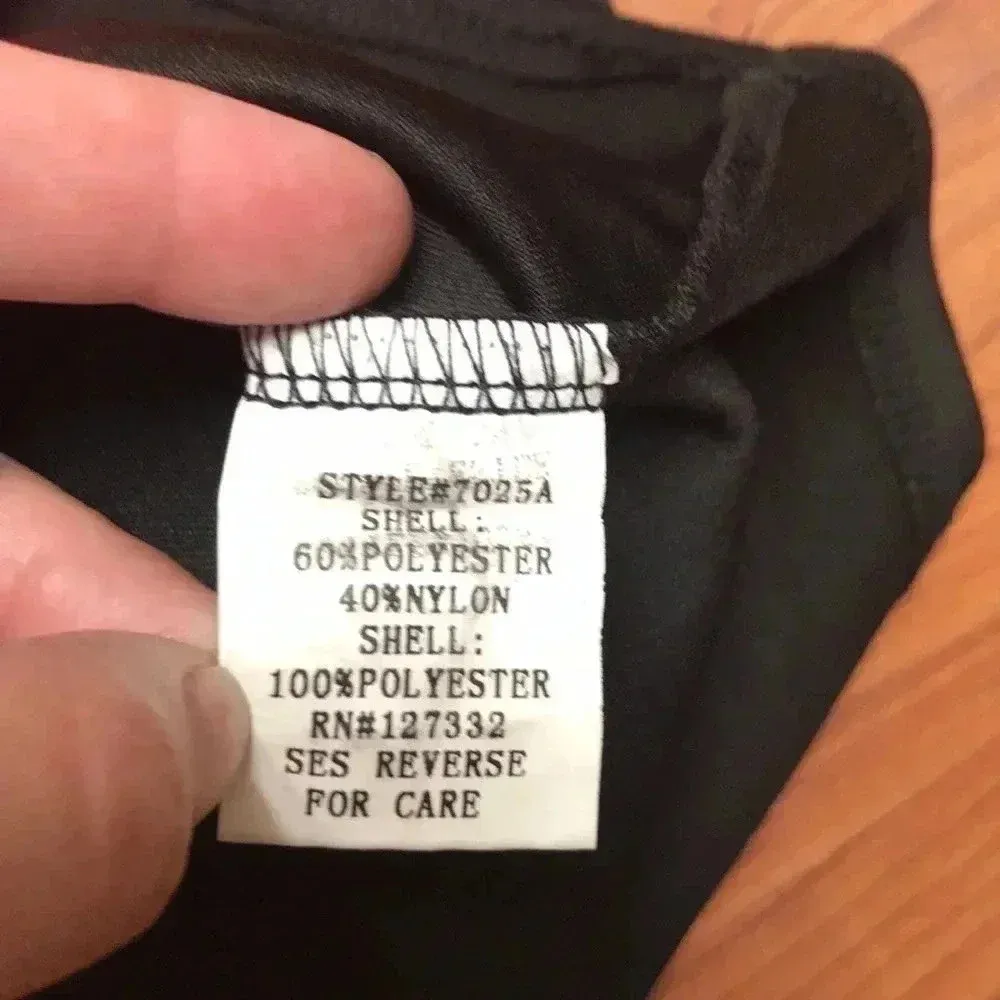 STYLE#7025A
SHELL:
60%POLYESTER
40%NYLON
SHELL:
100%POLYESTER
RN#127332
SES REVERSE
FOR CARE